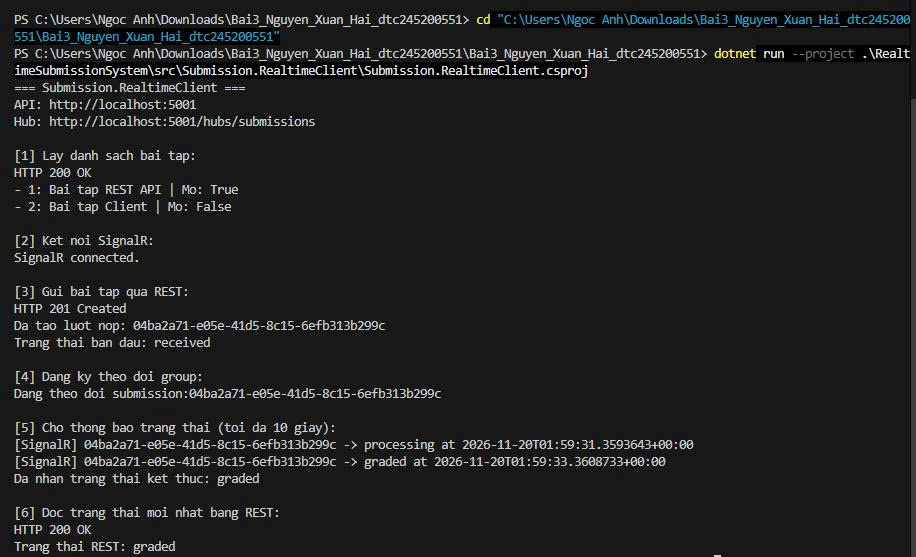 PS C:\Users\Ngoc Anh\Downloads\Bai3_Nguyen_Xuan_Hai_dtc245200551> cd "C:\Users\Ngoc Anh\Downloads\Bai3_Nguyen_Xuan_Hai_dtc245200
551\Bai3_Nguyen_Xuan_Hai_dtc245200551"
PS C:\Users\Ngoc Anh\Downloads\Bai3_Nguyen_Xuan_Hai_dtc245200551\Bai3_Nguyen_Xuan_Hai_dtc245200551> dotnet run --project .\Realt
imeSubmissionSystem\src\Submission.RealtimeClient\Submission.RealtimeClient.csproj
=== Submission.RealtimeClient ===
API: http://localhost:5001
Hub: http://localhost:5001/hubs/submissions
[1] Lay danh sach bai tap:
HTTP 200 OK
- 1: Bai tap REST API | Mo: True
- 2: Bai tap Client | Mo: False
[2] Ket noi SignalR:
SignalR connected.
[3] Gui bai tap qua REST:
HTTP 201 Created
Da tao luot nop: 04ba2a71-e05e-41d5-8c15-6efb313b299c
Trang thai ban dau: received
[4] Dang ky theo doi group:
Dang theo doi submission:04ba2a71-e05e-41d5-8c15-6efb313b299c
[5] Cho thong bao trang thai (toi da 10 giay):
[SignalR] 04ba2a71-e05e-41d5-8c15-6efb313b299c -> processing at 2026-11-20T01:59:31.3593643+00:00
[SignalR] 04ba2a71-e05e-41d5-8c15-6efb313b299c -> graded at 2026-11-20T01:59:33.3608733+00:00
Da nhan trang thai ket thuc: graded
[6] Doc trang thai moi nhat bang REST:
HTTP 200 OK
Trang thai REST: graded